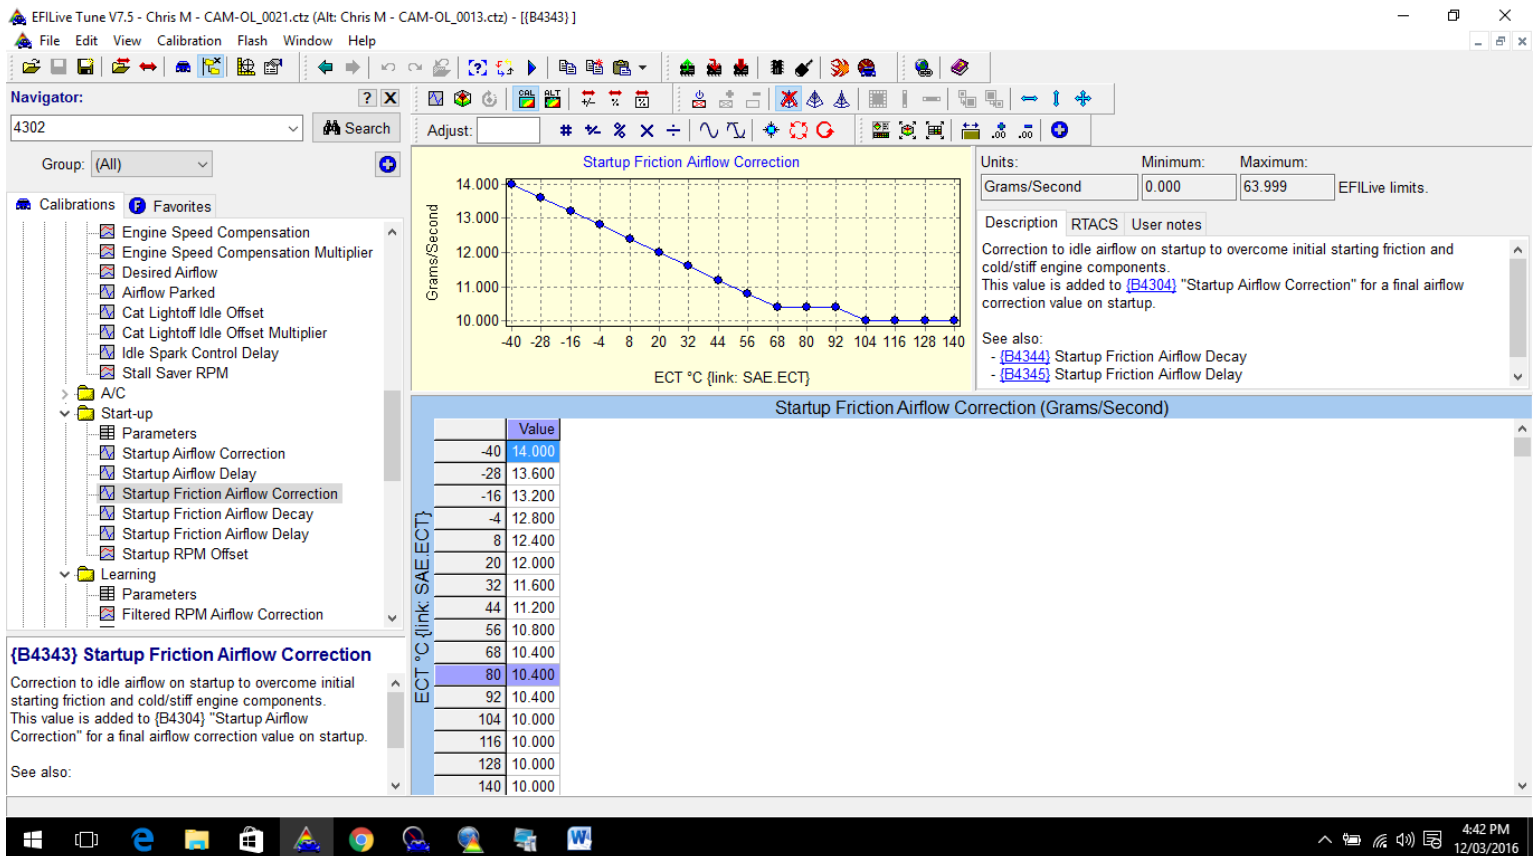 EFILive Tune V7.5 - Chris M - CAM-OL_0021.ctz (Alt: Chris M - CAM-OL_0013.ctz) - [{B4343} ]
File Edit View Calibration Flash Window Help
Navigator:
? X
4302
Search
Group: (All)
Calibrations
Favorites
Engine Speed Compensation
Engine Speed Compensation Multiplier
Desired Airflow
Airflow Parked
Cat Lightoff Idle Offset
Cat Lightoff Idle Offset Multiplier
Idle Spark Control Delay
Stall Saver RPM
A/C
Start-up
Parameters
Startup Airflow Correction
Startup Airflow Delay
Startup Friction Airflow Correction
Startup Friction Airflow Decay
Startup Friction Airflow Delay
Startup RPM Offset
Learning
Parameters
Filtered RPM Airflow Correction
{B4343} Startup Friction Airflow Correction
Correction to idle airflow on startup to overcome initial
starting friction and cold/stiff engine components.
This value is added to {B4304} "Startup Airflow
Correction" for a final airflow correction value on startup.
See also:
CAL
ALT
Adjust:
Startup Friction Airflow Correction
Grams/Second
14.000
13.000
12.000
11.000
10.000
-40 -28 -16 -4 8 20 32 44 56 68 80 92 104 116 128 140
ECT °C {link: SAE.ECT}
Units: Minimum: Maximum:
Grams/Second 0.000 63.999 EFILive limits.
Description RTACS User notes
Correction to idle airflow on startup to overcome initial starting friction and
cold/stiff engine components.
This value is added to {B4304} "Startup Airflow Correction" for a final airflow
correction value on startup.
See also:
- {B4344} Startup Friction Airflow Decay
- {B4345} Startup Friction Airflow Delay
Startup Friction Airflow Correction (Grams/Second)
ECT °C {link: SAE.ECT}
Value
-40 14.000
-28 13.600
-16 13.200
-4 12.800
8 12.400
20 12.000
32 11.600
44 11.200
56 10.800
68 10.400
80 10.400
92 10.400
104 10.000
116 10.000
128 10.000
140 10.000
4:42 PM
12/03/2016